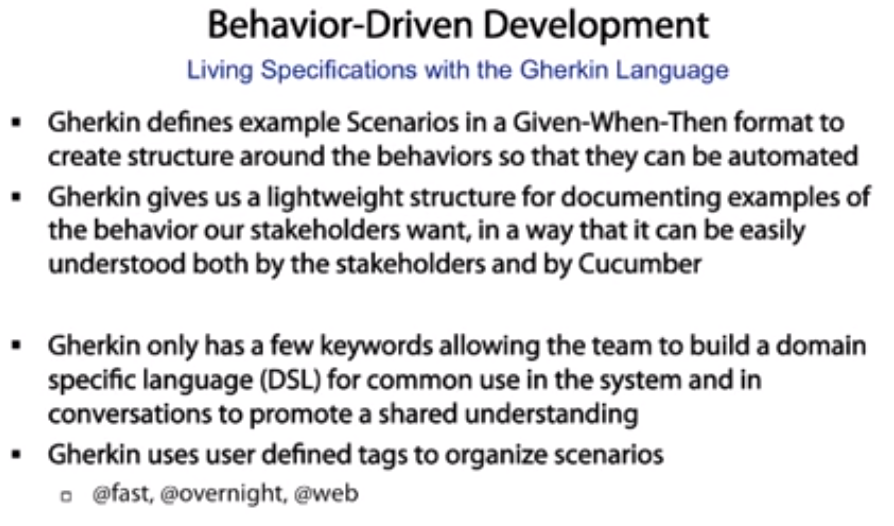 Behavior-Driven Development
Living Specifications with the Gherkin Language
▪ Gherkin defines example Scenarios in a Given-When-Then format to
create structure around the behaviors so that they can be automated
▪ Gherkin gives us a lightweight structure for documenting examples of
the behavior our stakeholders want, in a way that it can be easily
understood both by the stakeholders and by Cucumber
▪ Gherkin only has a few keywords allowing the team to build a domain
specific language (DSL) for common use in the system and in
conversations to promote a shared understanding
▪ Gherkin uses user defined tags to organize scenarios
▫ @fast, @overnight, @web